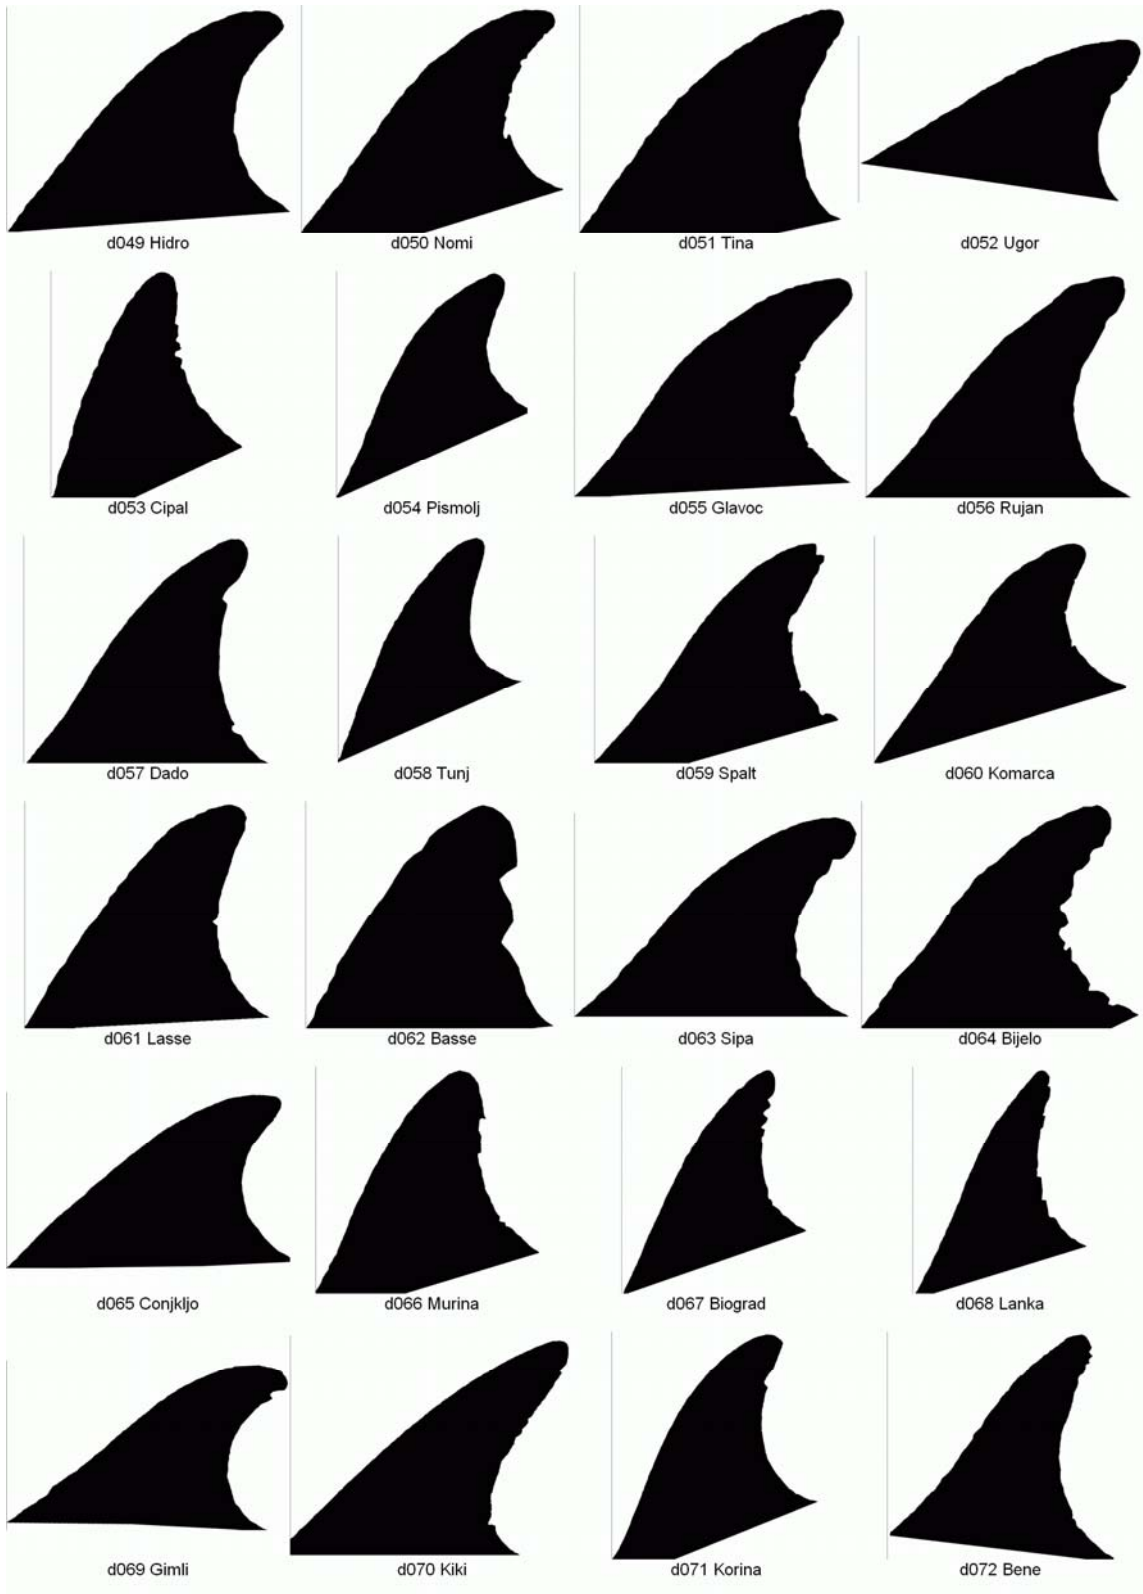 d049 Hidro
d050 Nomi
d051 Tina
d052 Ugor
d053 Cipal
d054 Pismolj
d055 Glavoc
d056 Rujan
d057 Dado
d058 Tunj
d059 Spalt
d060 Komarca
d061 Lasse
d062 Basse
d063 Sipa
d064 Bijelo
d065 Conjkljo
d066 Murina
d067 Biograd
d068 Lanka
d069 Gimli
d070 Kiki
d071 Korina
d072 Bene